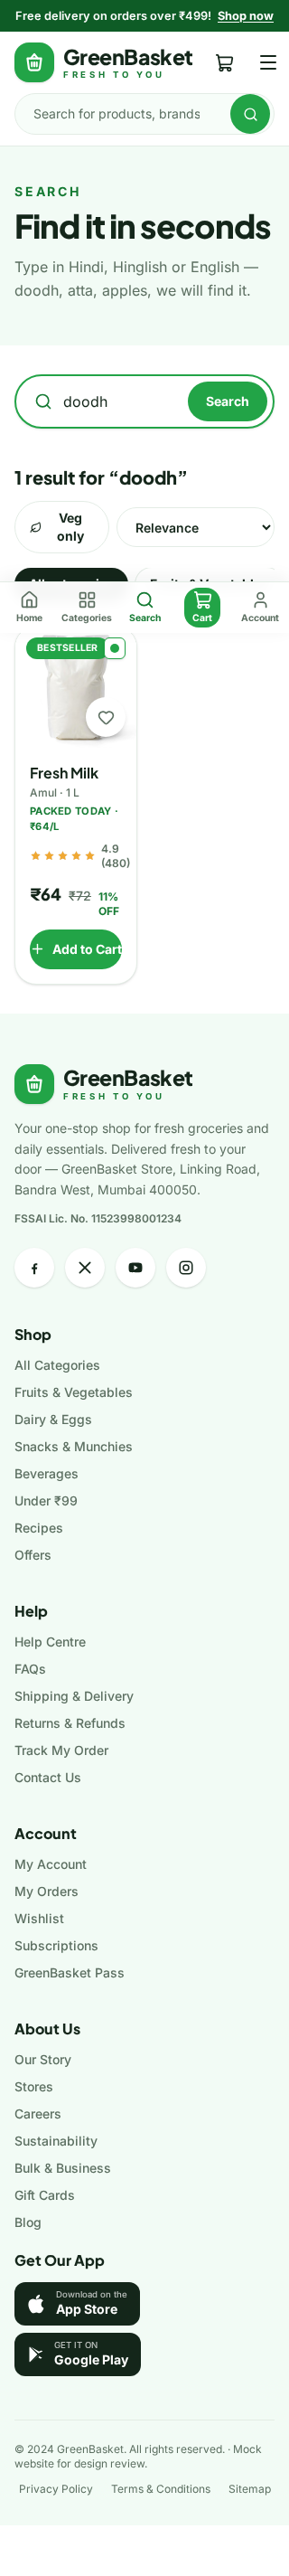 Free delivery on orders over ₹499! Shop now
GreenBasket
FRESH TO YOU
Search for products, brands
SEARCH
Find it in seconds
Type in Hindi, Hinglish or English —
doodh, atta, apples, we will find it.
doodh
Search
1 result for “doodh”
Veg
only
Relevance
Home
Categories
Search
Cart
Account
BESTSELLER
Fresh Milk
Amul · 1 L
PACKED TODAY ·
₹64/L
4.9
(480)
₹64 ₹72 11%
OFF
Add to Cart
GreenBasket
FRESH TO YOU
Your one-stop shop for fresh groceries and
daily essentials. Delivered fresh to your
door — GreenBasket Store, Linking Road,
Bandra West, Mumbai 400050.
FSSAI Lic. No. 11523998001234
Shop
All Categories
Fruits & Vegetables
Dairy & Eggs
Snacks & Munchies
Beverages
Under ₹99
Recipes
Offers
Help
Help Centre
FAQs
Shipping & Delivery
Returns & Refunds
Track My Order
Contact Us
Account
My Account
My Orders
Wishlist
Subscriptions
GreenBasket Pass
About Us
Our Story
Stores
Careers
Sustainability
Bulk & Business
Gift Cards
Blog
Get Our App
Download on the
App Store
GET IT ON
Google Play
© 2024 GreenBasket. All rights reserved. · Mock
website for design review.
Privacy Policy Terms & Conditions Sitemap